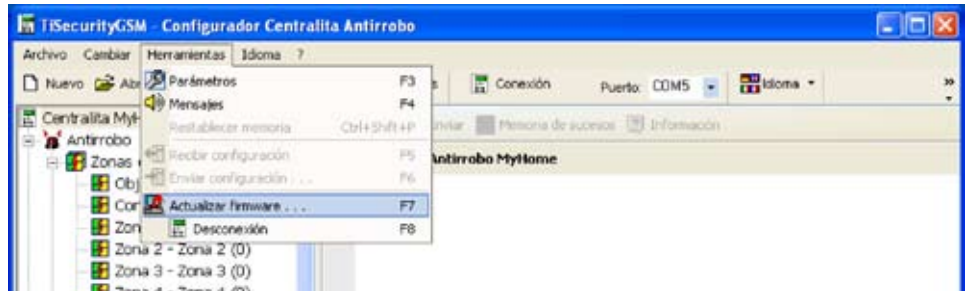 TiSecurityGSM - Configurador Centralita Antirrobo
Archivo Cambiar Herramientas Idioma ?
Nuevo Parámetros F3 Conexión Puerto: COM5 Idioma
Mensajes F4
Centralita Restablecer memoria Ctrl+Shift+P Memoria de sucesos Información
Antirrobo Recibir configuración F5 Antirrobo MyHome
Zonas Enviar configuración . . . F6
Actualizar firmware . . . F7
Desconexión F8
Zona 2 - Zona 2 (0)
Zona 3 - Zona 3 (0)